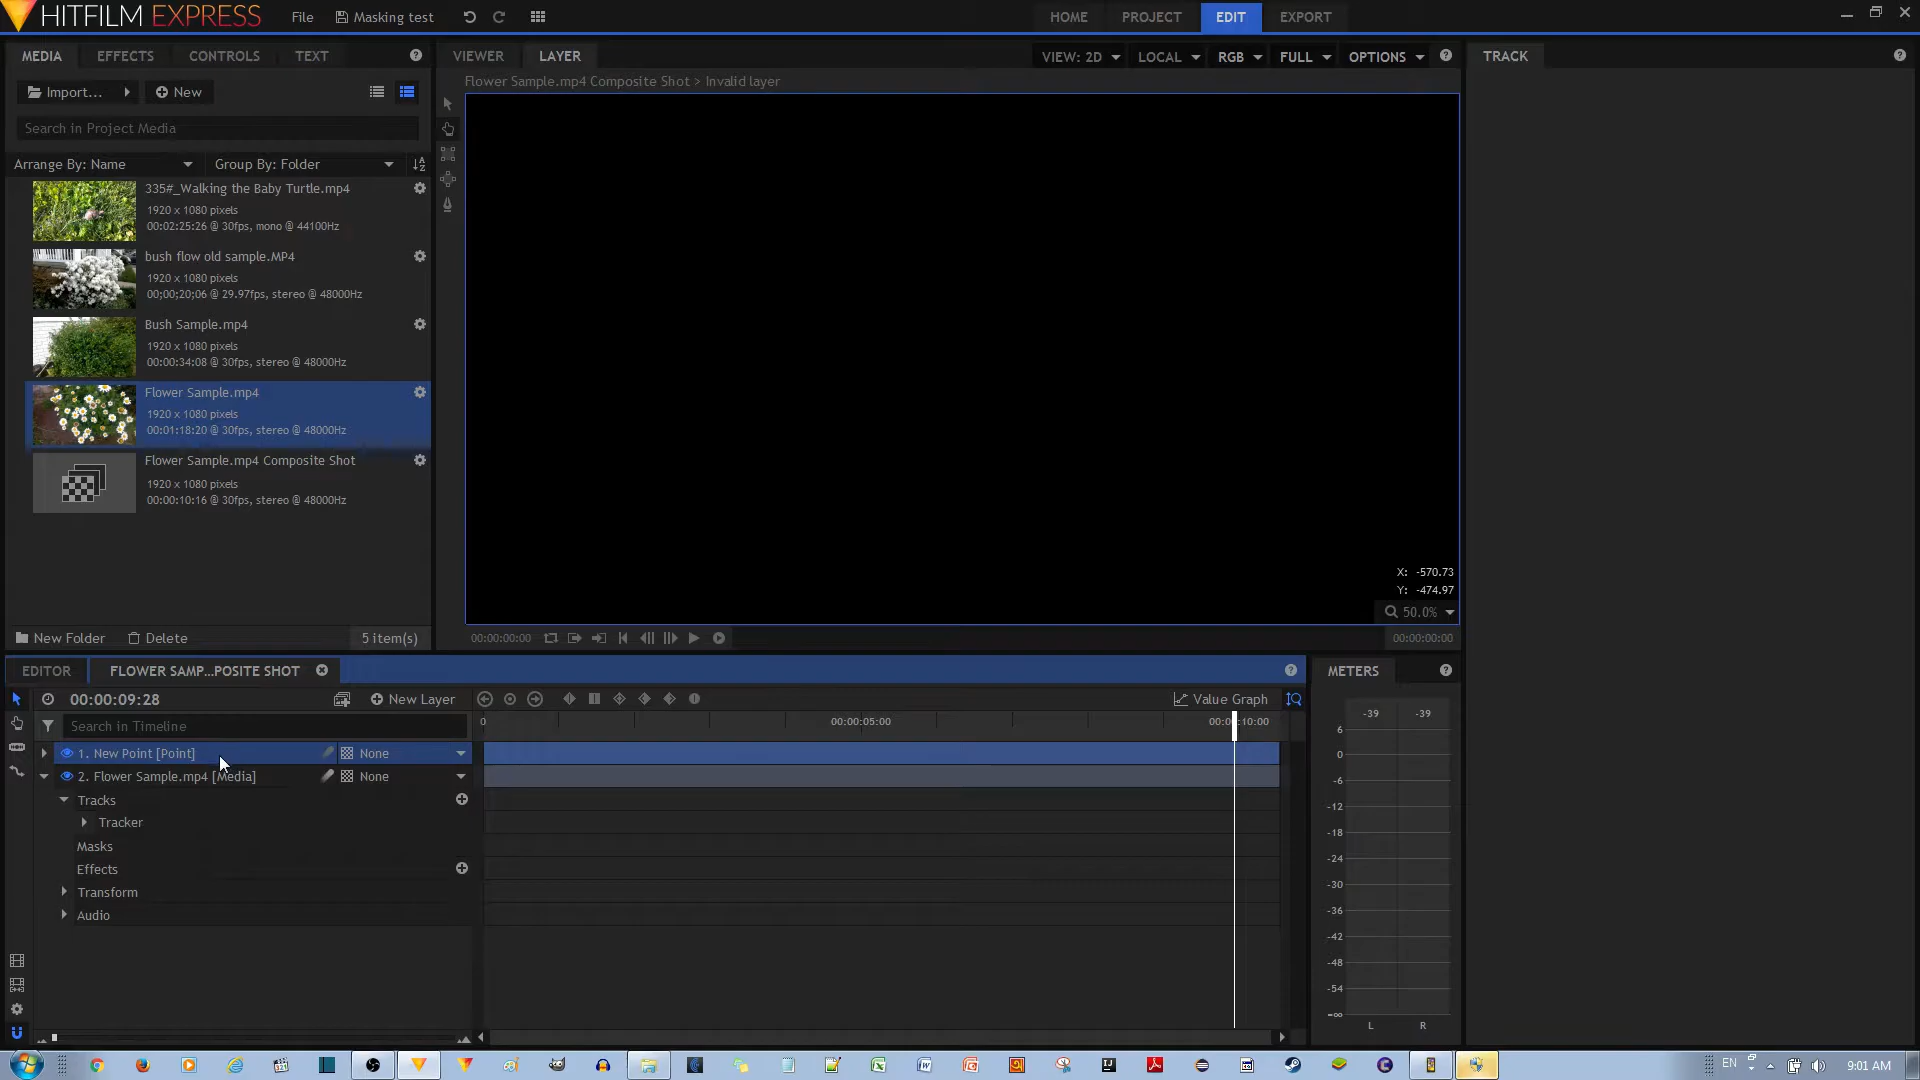 HITFILM EXPRESS File Masking test HOME PROJECT EDIT EXPORT
MEDIA EFFECTS CONTROLS TEXT
Import... New
Search in Project Media
Arrange By: Name Group By: Folder
335#_Walking the Baby Turtle.mp4
1920 x 1080 pixels
00:02:25:26 @ 30fps, mono @ 44100Hz
bush flow old sample.MP4
1920 x 1080 pixels
00;00;20;06 @ 29.97fps, stereo @ 48000Hz
Bush Sample.mp4
1920 x 1080 pixels
00:00:34:08 @ 30fps, stereo @ 48000Hz
Flower Sample.mp4
1920 x 1080 pixels
00:01:18:20 @ 30fps, stereo @ 48000Hz
Flower Sample.mp4 Composite Shot
1920 x 1080 pixels
00:00:10:16 @ 30fps, stereo @ 48000Hz
New Folder Delete 5 item(s)
VIEWER LAYER VIEW: 2D LOCAL RGB FULL OPTIONS
Flower Sample.mp4 Composite Shot > Invalid layer
X: -570.73
Y: -474.97
50.0%
00:00:00:00 00:00:00:00
TRACK
EDITOR FLOWER SAMP...POSITE SHOT
00:00:09:28 New Layer Value Graph
Search in Timeline
0 00:00:05:00 00:00:10:00
1. New Point [Point] None
2. Flower Sample.mp4 [Media] None
Tracks
Tracker
Masks
Effects
Transform
Audio
METERS
-39 -39
6
0
-6
-12
-18
-24
-30
-36
-42
-48
-54
-∞
L R
EN 9:01 AM